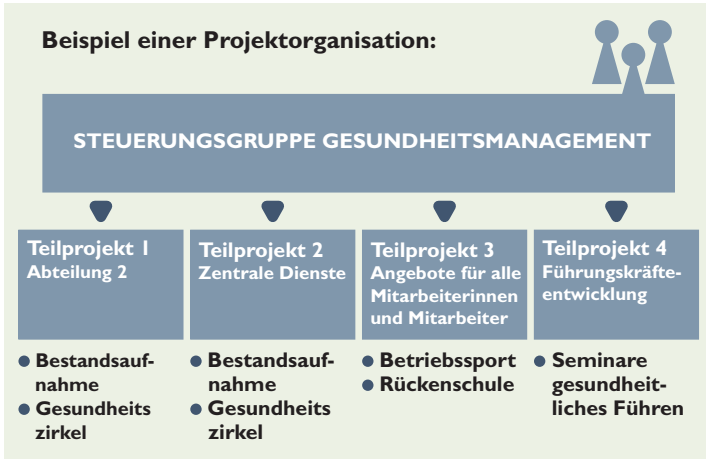 Beispiel einer Projektorganisation:
STEUERUNGSGRUPPE GESUNDHEITSMANAGEMENT
Teilprojekt 1
Abteilung 2
Teilprojekt 2
Zentrale Dienste
Teilprojekt 3
Angebote für alle
Mitarbeiterinnen
und Mitarbeiter
Teilprojekt 4
Führungskräfte-
entwicklung
● Bestandsauf-
nahme
● Gesundheits
zirkel
● Bestandsauf-
nahme
● Gesundheits
zirkel
● Betriebssport
● Rückenschule
● Seminare
gesundheit-
liches Führen